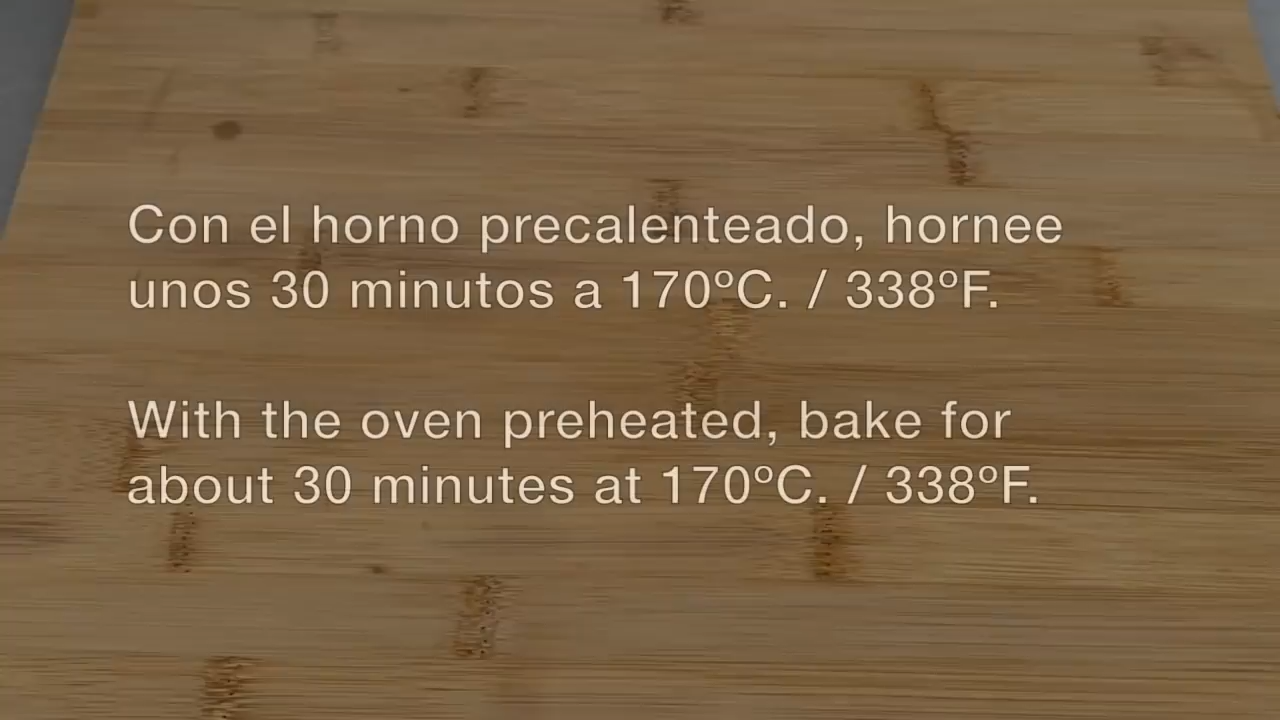 Con el horno precalenteado, hornee
unos 30 minutos a 170ºC. / 338ºF.
With the oven preheated, bake for
about 30 minutes at 170ºC. / 338ºF.